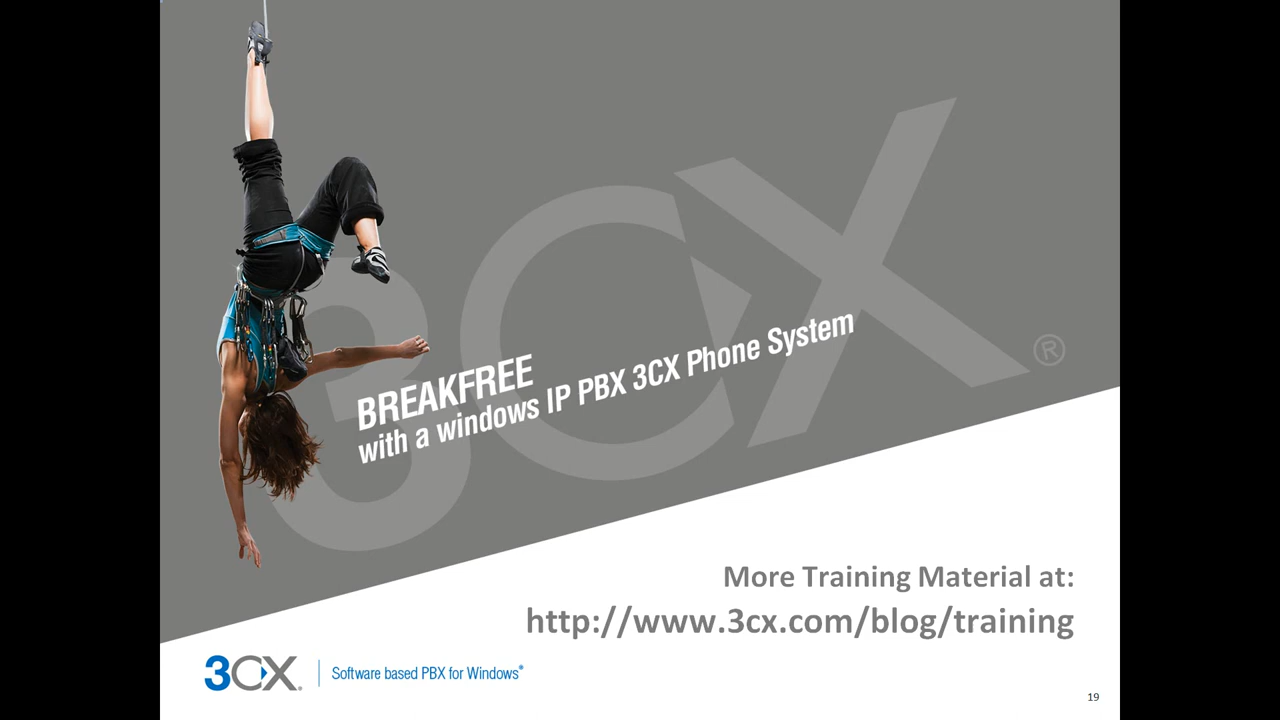 3CX®
BREAKFREE
with a windows IP PBX 3CX Phone System
More Training Material at:
http://www.3cx.com/blog/training
3CX®
Software based PBX for Windows®
19